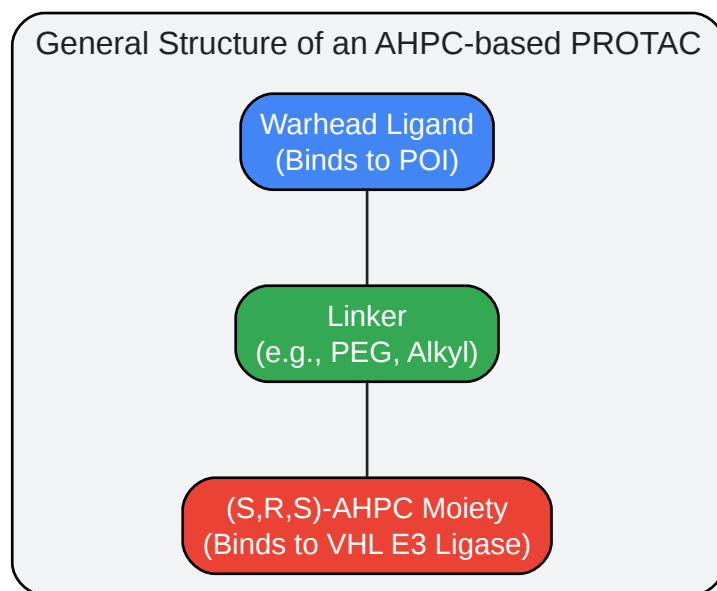 General Structure of an AHPC-based PROTAC
Warhead Ligand
(Binds to POI)
Linker
(e.g., PEG, Alkyl)
(S,R,S)-AHPC Moiety
(Binds to VHL E3 Ligase)